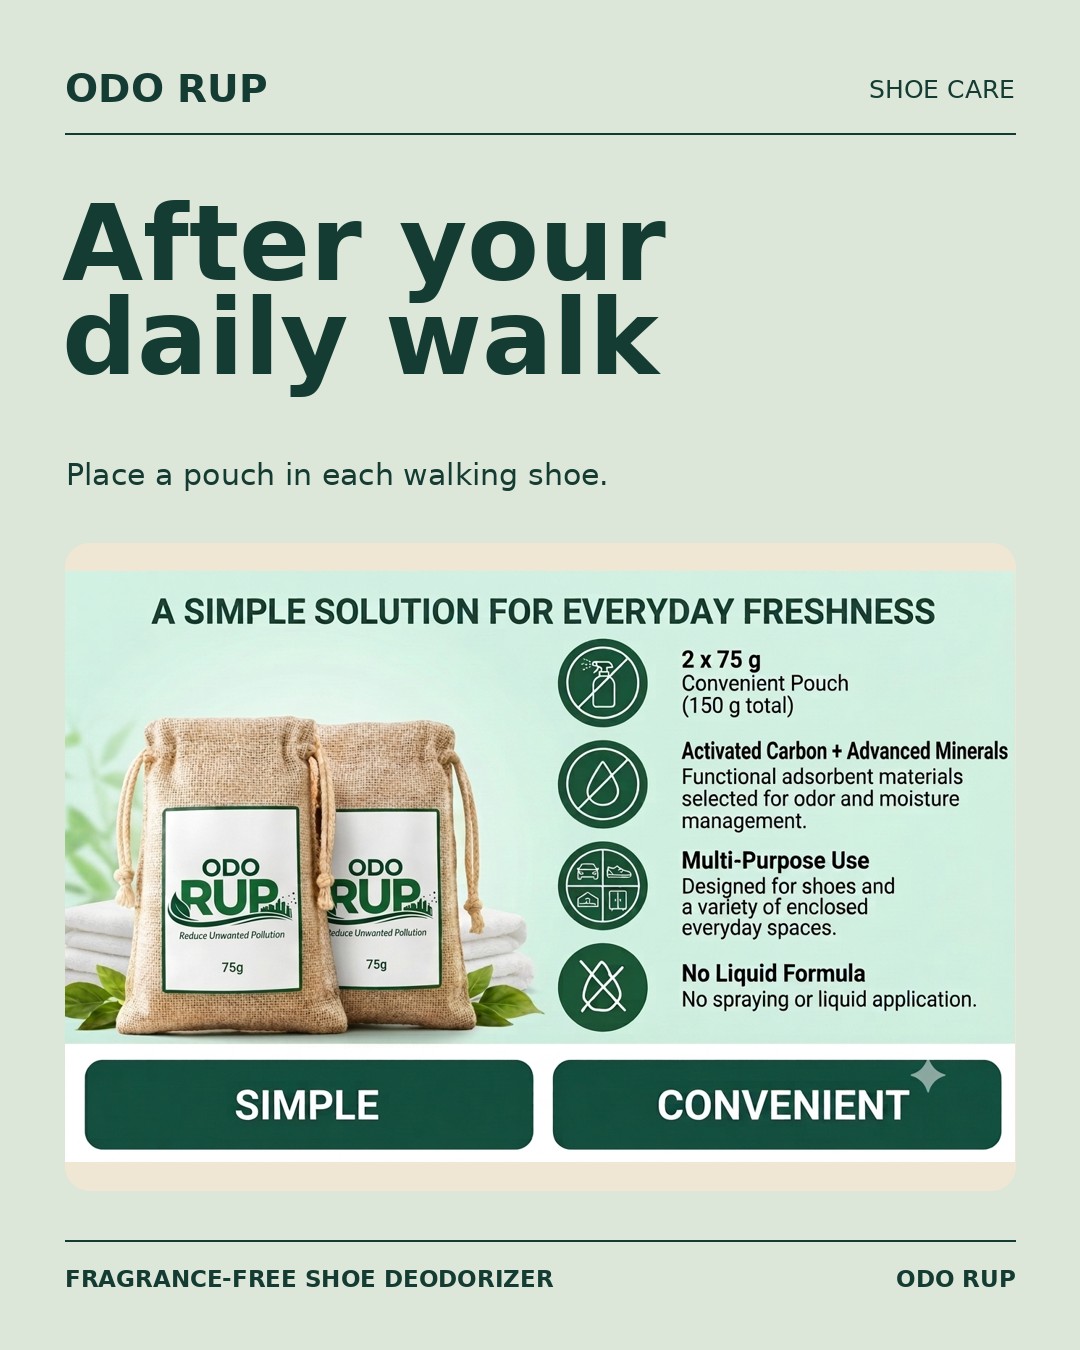 ODO RUP
SHOE CARE
After your
daily walk
Place a pouch in each walking shoe.
A SIMPLE SOLUTION FOR EVERYDAY FRESHNESS
2 x 75 g
Convenient Pouch
(150 g total)
Activated Carbon + Advanced Minerals
Functional adsorbent materials
selected for odor and moisture
management.
Multi-Purpose Use
Designed for shoes and
a variety of enclosed
everyday spaces.
No Liquid Formula
No spraying or liquid application.
ODO
RUP
Reduce Unwanted Pollution
75g
ODO
RUP
Reduce Unwanted Pollution
75g
SIMPLE
CONVENIENT
FRAGRANCE-FREE SHOE DEODORIZER
ODO RUP